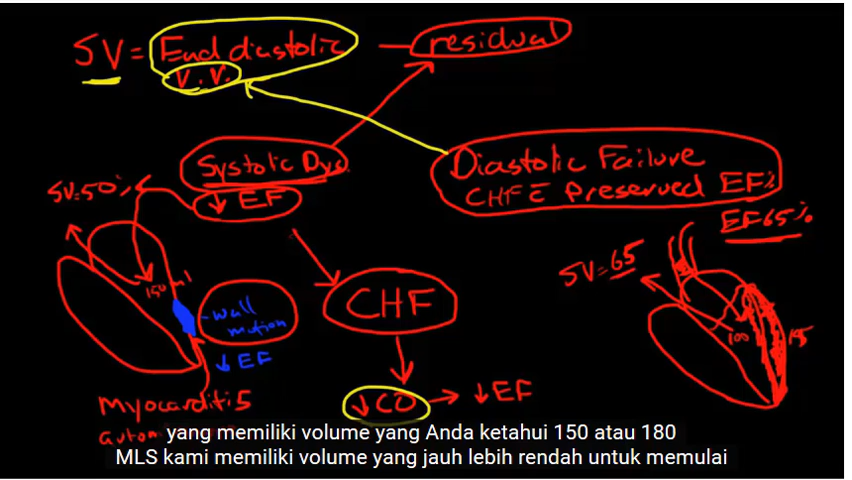 SV = End diastolic - residual
V.V.
Systolic Dys
↓ EF
Diastolic Failure
CHF c̄ Preserved EF%
EF65%
SV=50%
SV=65
150 ml
-wall
motion
↓ EF
CHF
100
Myocarditis
↓CO → ↓EF
yang memiliki volume yang Anda ketahui 150 atau 180
MLS kami memiliki volume yang jauh lebih rendah untuk memulai